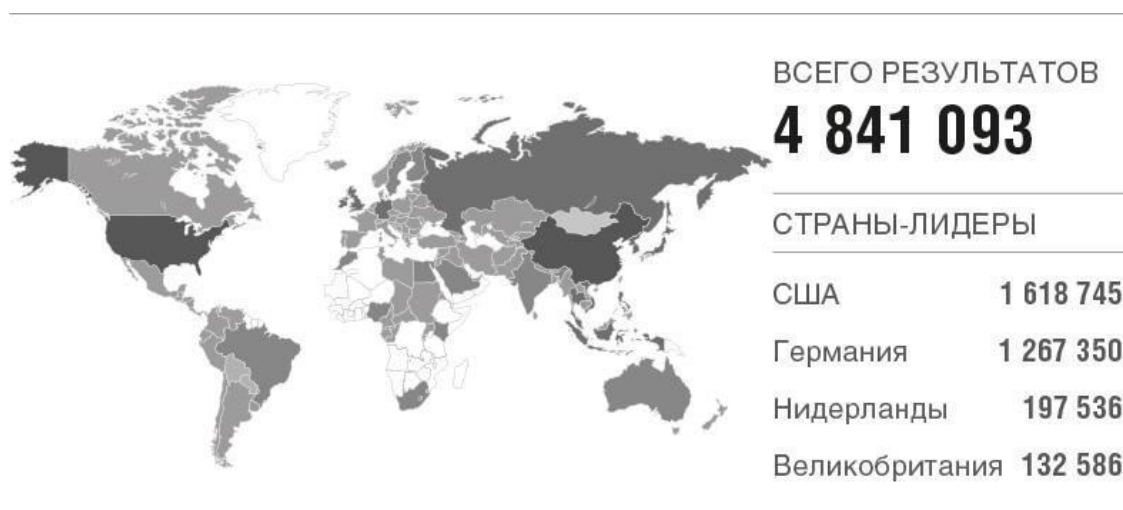 ВСЕГО РЕЗУЛЬТАТОВ
4 841 093
СТРАНЫ-ЛИДЕРЫ
США 1 618 745
Германия 1 267 350
Нидерланды 197 536
Великобритания 132 586